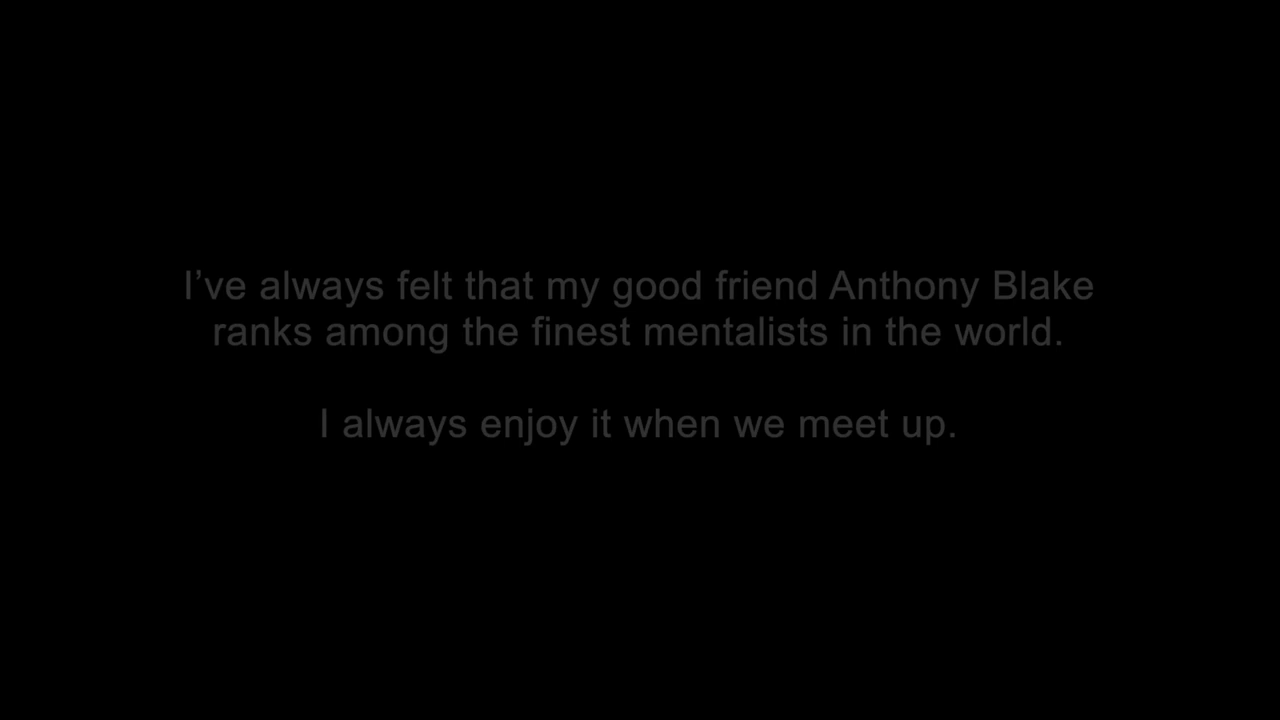 I’ve always felt that my good friend Anthony Blake
ranks among the finest mentalists in the world.
I always enjoy it when we meet up.